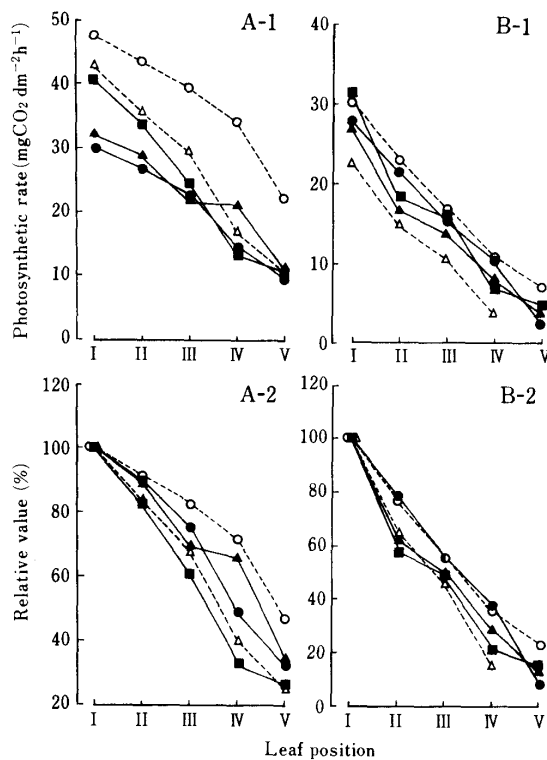 A-1
50
40
30
20
10
0
I II III IV V
Photosynthetic rate (mgCO₂ dm⁻²h⁻¹)
B-1
40
30
20
10
0
I II III IV V
A-2
120
100
80
60
40
20
I II III IV V
Relative value (%)
B-2
120
100
80
60
40
20
0
I II III IV V
Leaf position